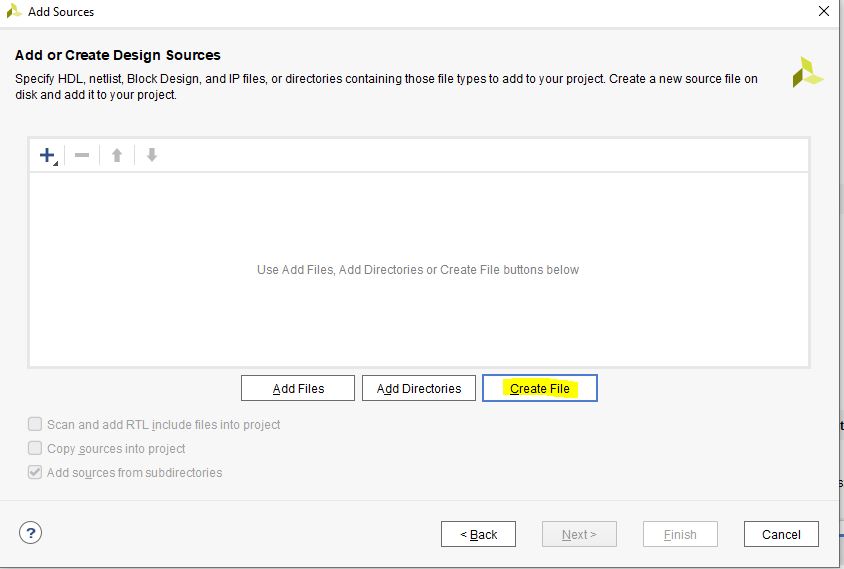 Add Sources
Add or Create Design Sources
Specify HDL, netlist, Block Design, and IP files, or directories containing those file types to add to your project. Create a new source file on
disk and add it to your project.
Use Add Files, Add Directories or Create File buttons below
Add Files
Add Directories
Create File
Scan and add RTL include files into project
Copy sources into project
Add sources from subdirectories
?
< Back
Next >
Finish
Cancel